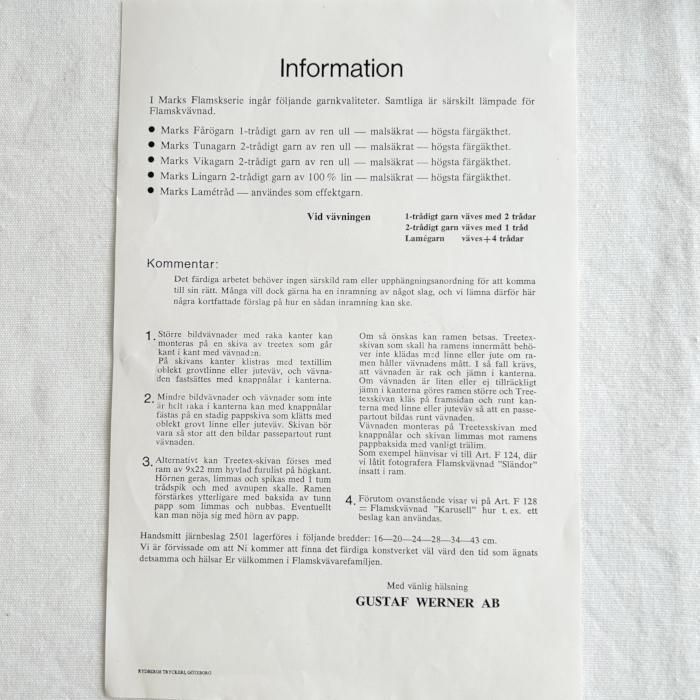 Information
I Marks Flamskserie ingår följande garnkvaliteter. Samtliga är särskilt lämpade för
Flamskvävnad.
● Marks Fårögarn 1-trådigt garn av ren ull — malsäkrat — högsta färgäkthet.
● Marks Tunagarn 2-trådigt garn av ren ull — malsäkrat — högsta färgäkthet.
● Marks Vikagarn 2-trådigt garn av ren ull — malsäkrat — högsta färgäkthet.
● Marks Lingarn 2-trådigt garn av 100 % lin — malsäkrat — högsta färgäkthet.
● Marks Lamétråd — användes som effektgarn.
Vid vävningen 1-trådigt garn väves med 2 trådar
2-trådigt garn väves med 1 tråd
Lamégarn väves+4 trådar
Kommentar:
Det färdiga arbetet behöver ingen särskild ram eller upphängningsanordning för att komma
till sin rätt. Många vill dock gärna ha en inramning av något slag, och vi lämna därför här
några kortfattade förslag på hur en sådan inramning kan ske.
1. Större bildvävnader med raka kanter kan
monteras på en skiva av treetex som går
kant i kant med vävnaden.
På skivans kanter klistras med textillim
oblekt grovtlinne eller juteväv, och vävna-
den fastsättes med knappnålar i kanterna.
2. Mindre bildvävnader och vävnader som inte
är helt raka i kanterna kan med knappnålar
fästas på en stadig pappskiva som klätts med
oblekt grovt linne eller juteväv. Skivan bör
vara så stor att den bildar passepartout runt
vävnaden.
3. Alternativt kan Treetex-skivan förses med
ram av 9x22 mm hyvlad furulist på högkant.
Hörnen geras, limmas och spikas med 1 tum
trådspik och med avnupen skalle. Ramen
förstärkes ytterligare med baksida av tunn
papp som limmas och nubbas. Eventuellt
kan man nöja sig med hörn av papp.
Om så önskas kan ramen betsas. Treetex-
skivan som skall ha ramens innermått behö-
ver inte klädas med linne eller jute om ra-
men håller vävnadens mått. I så fall krävs,
att vävnaden är rak och jämn i kanterna.
Om vävnaden är liten eller ej tillräckligt
jämn i kanterna göres ramen större och Tree-
texskivan kläs på framsidan och runt kan-
terna med linne eller juteväv så att en passe-
partout bildas runt vävnaden.
Vävnaden monteras på Treetexskivan med
knappnålar och skivan limmas mot ramens
pappbaksida med vanligt trälim.
Som exempel hänvisar vi till Art. F 124, där
vi låtit fotografera Flamskvävnad "Sländor"
insatt i ram.
4. Förutom ovanstående visar vi på Art. F 128
= Flamskvävnad "Karusell" hur t. ex. ett
beslag kan användas.
Handsmitt järnbeslag 2501 lagerföres i följande bredder: 16—20—24—28—34—43 cm.
Vi är förvissade om att Ni kommer att finna det färdiga konstverket väl värd den tid som ägnats
detsamma och hälsar Er välkommen i Flamskvävarefamiljen.
Med vänlig hälsning
GUSTAF WERNER AB
RYDBERGS TRYCKERI, GÖTEBORG